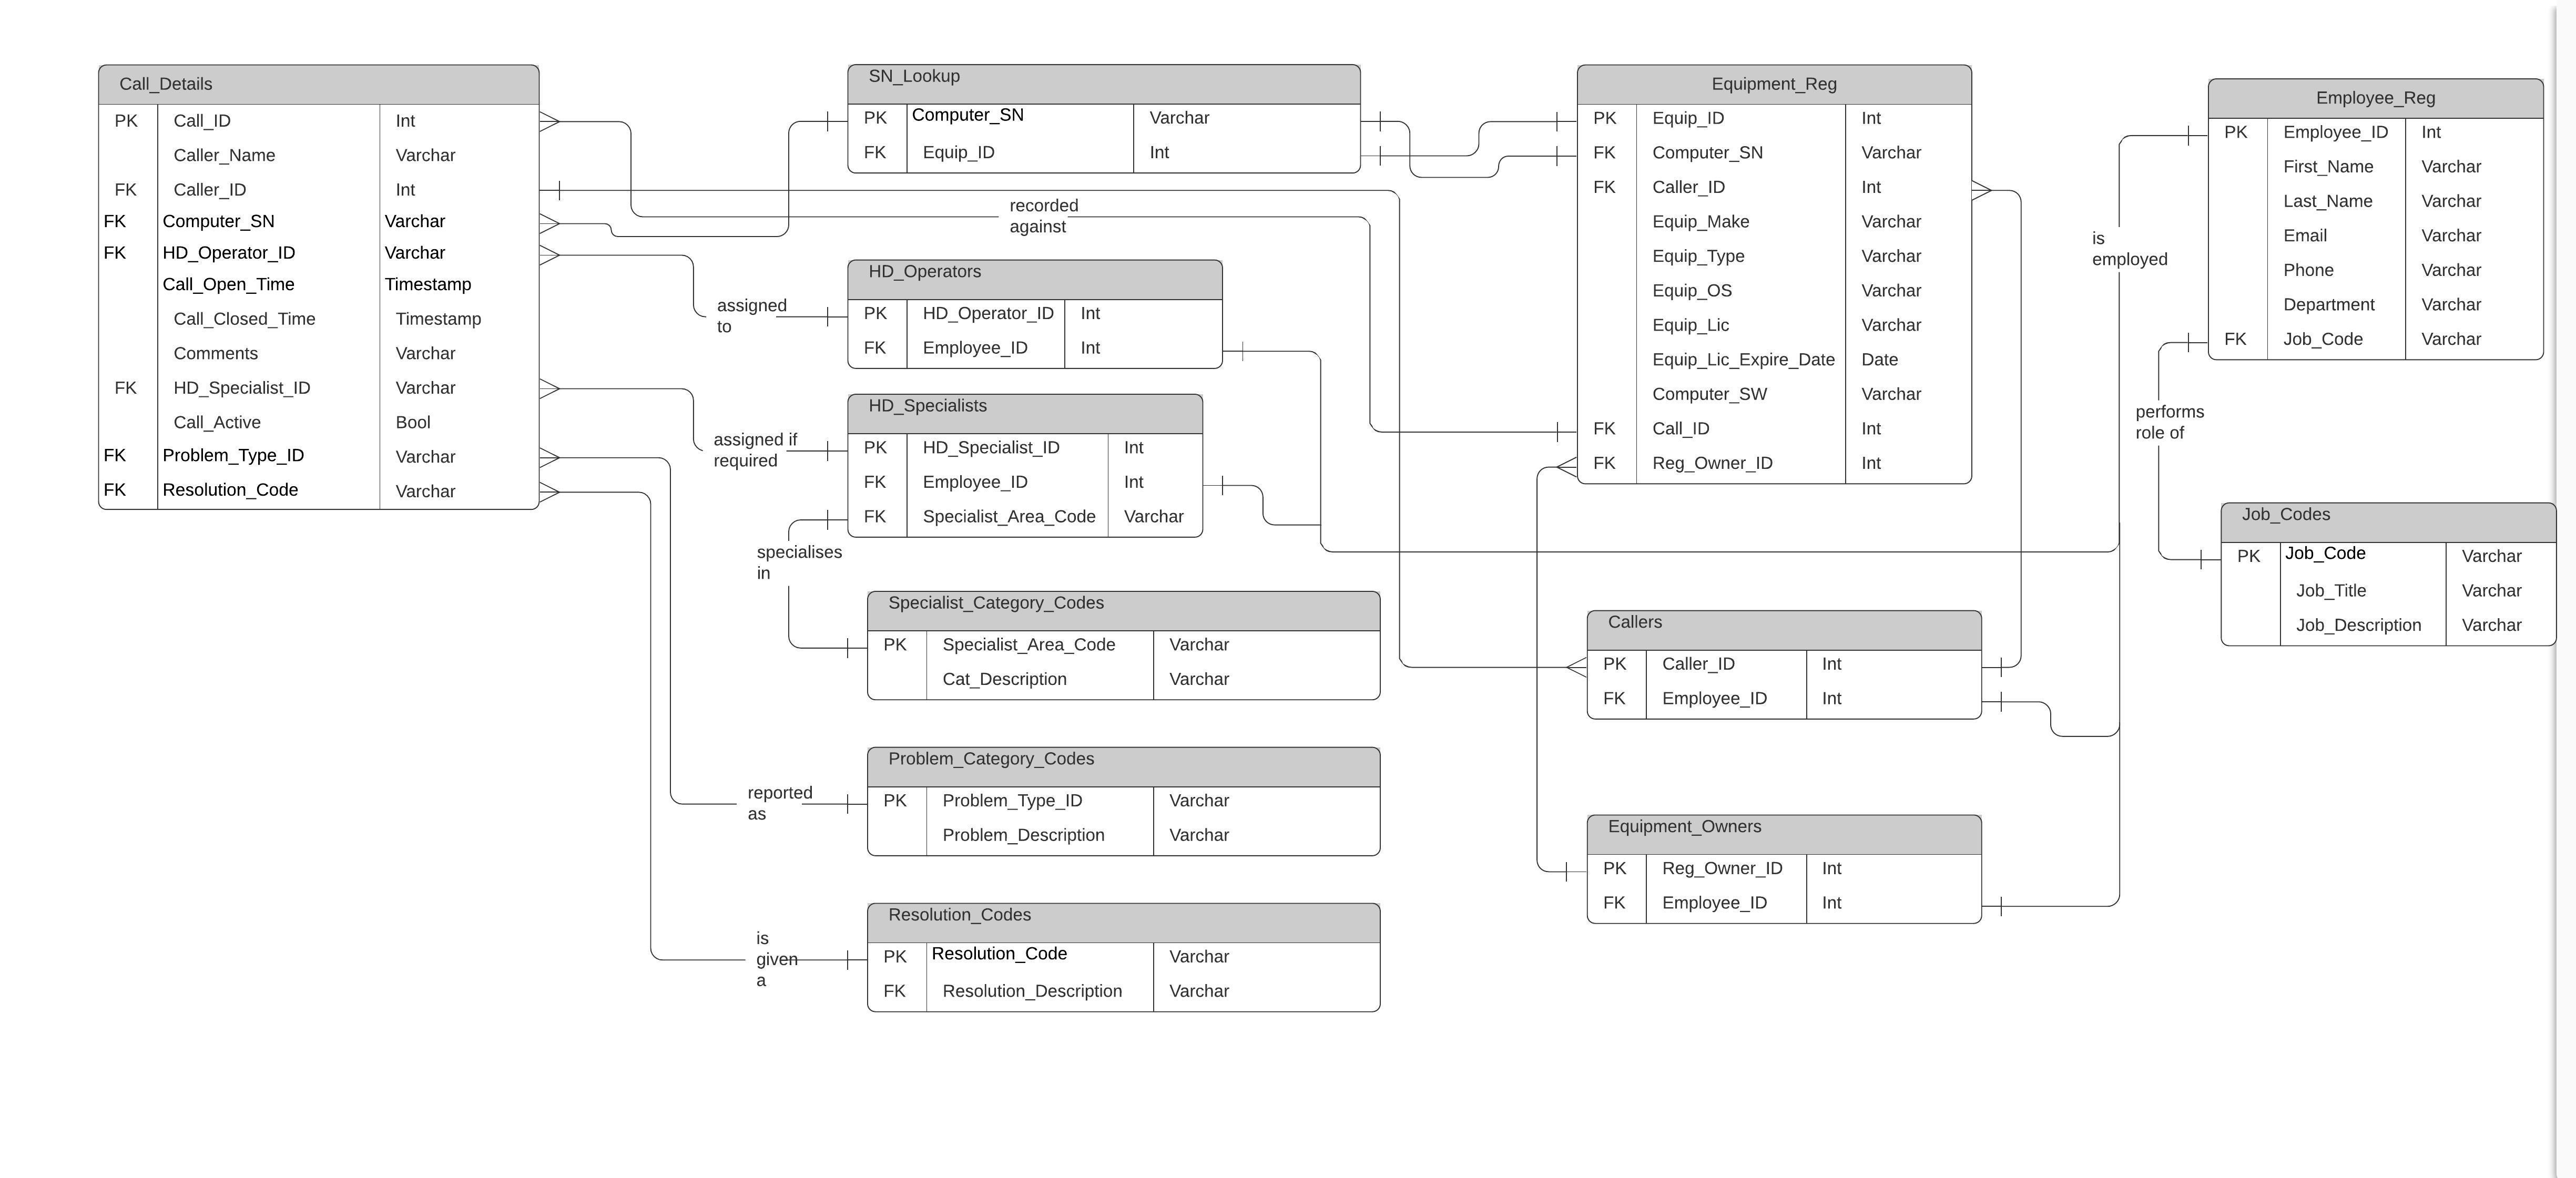 Call_Details
PK Call_ID Int
Caller_Name Varchar
FK Caller_ID Int
FK Computer_SN Varchar
FK HD_Operator_ID Varchar
Call_Open_Time Timestamp
Call_Closed_Time Timestamp
Comments Varchar
FK HD_Specialist_ID Varchar
Call_Active Bool
FK Problem_Type_ID Varchar
FK Resolution_Code Varchar
SN_Lookup
PK Computer_SN Varchar
FK Equip_ID Int
recorded
against
HD_Operators
PK HD_Operator_ID Int
FK Employee_ID Int
assigned
to
HD_Specialists
PK HD_Specialist_ID Int
FK Employee_ID Int
FK Specialist_Area_Code Varchar
assigned if
required
specialises
in
Specialist_Category_Codes
PK Specialist_Area_Code Varchar
Cat_Description Varchar
Problem_Category_Codes
PK Problem_Type_ID Varchar
Problem_Description Varchar
reported
as
Resolution_Codes
PK Resolution_Code Varchar
FK Resolution_Description Varchar
is
given
a
Equipment_Reg
PK Equip_ID Int
FK Computer_SN Varchar
FK Caller_ID Int
Equip_Make Varchar
Equip_Type Varchar
Equip_OS Varchar
Equip_Lic Varchar
Equip_Lic_Expire_Date Date
Computer_SW Varchar
FK Call_ID Int
FK Reg_Owner_ID Int
Callers
PK Caller_ID Int
FK Employee_ID Int
Equipment_Owners
PK Reg_Owner_ID Int
FK Employee_ID Int
is
employed
Employee_Reg
PK Employee_ID Int
First_Name Varchar
Last_Name Varchar
Email Varchar
Phone Varchar
Department Varchar
FK Job_Code Varchar
performs
role of
Job_Codes
PK Job_Code Varchar
Job_Title Varchar
Job_Description Varchar